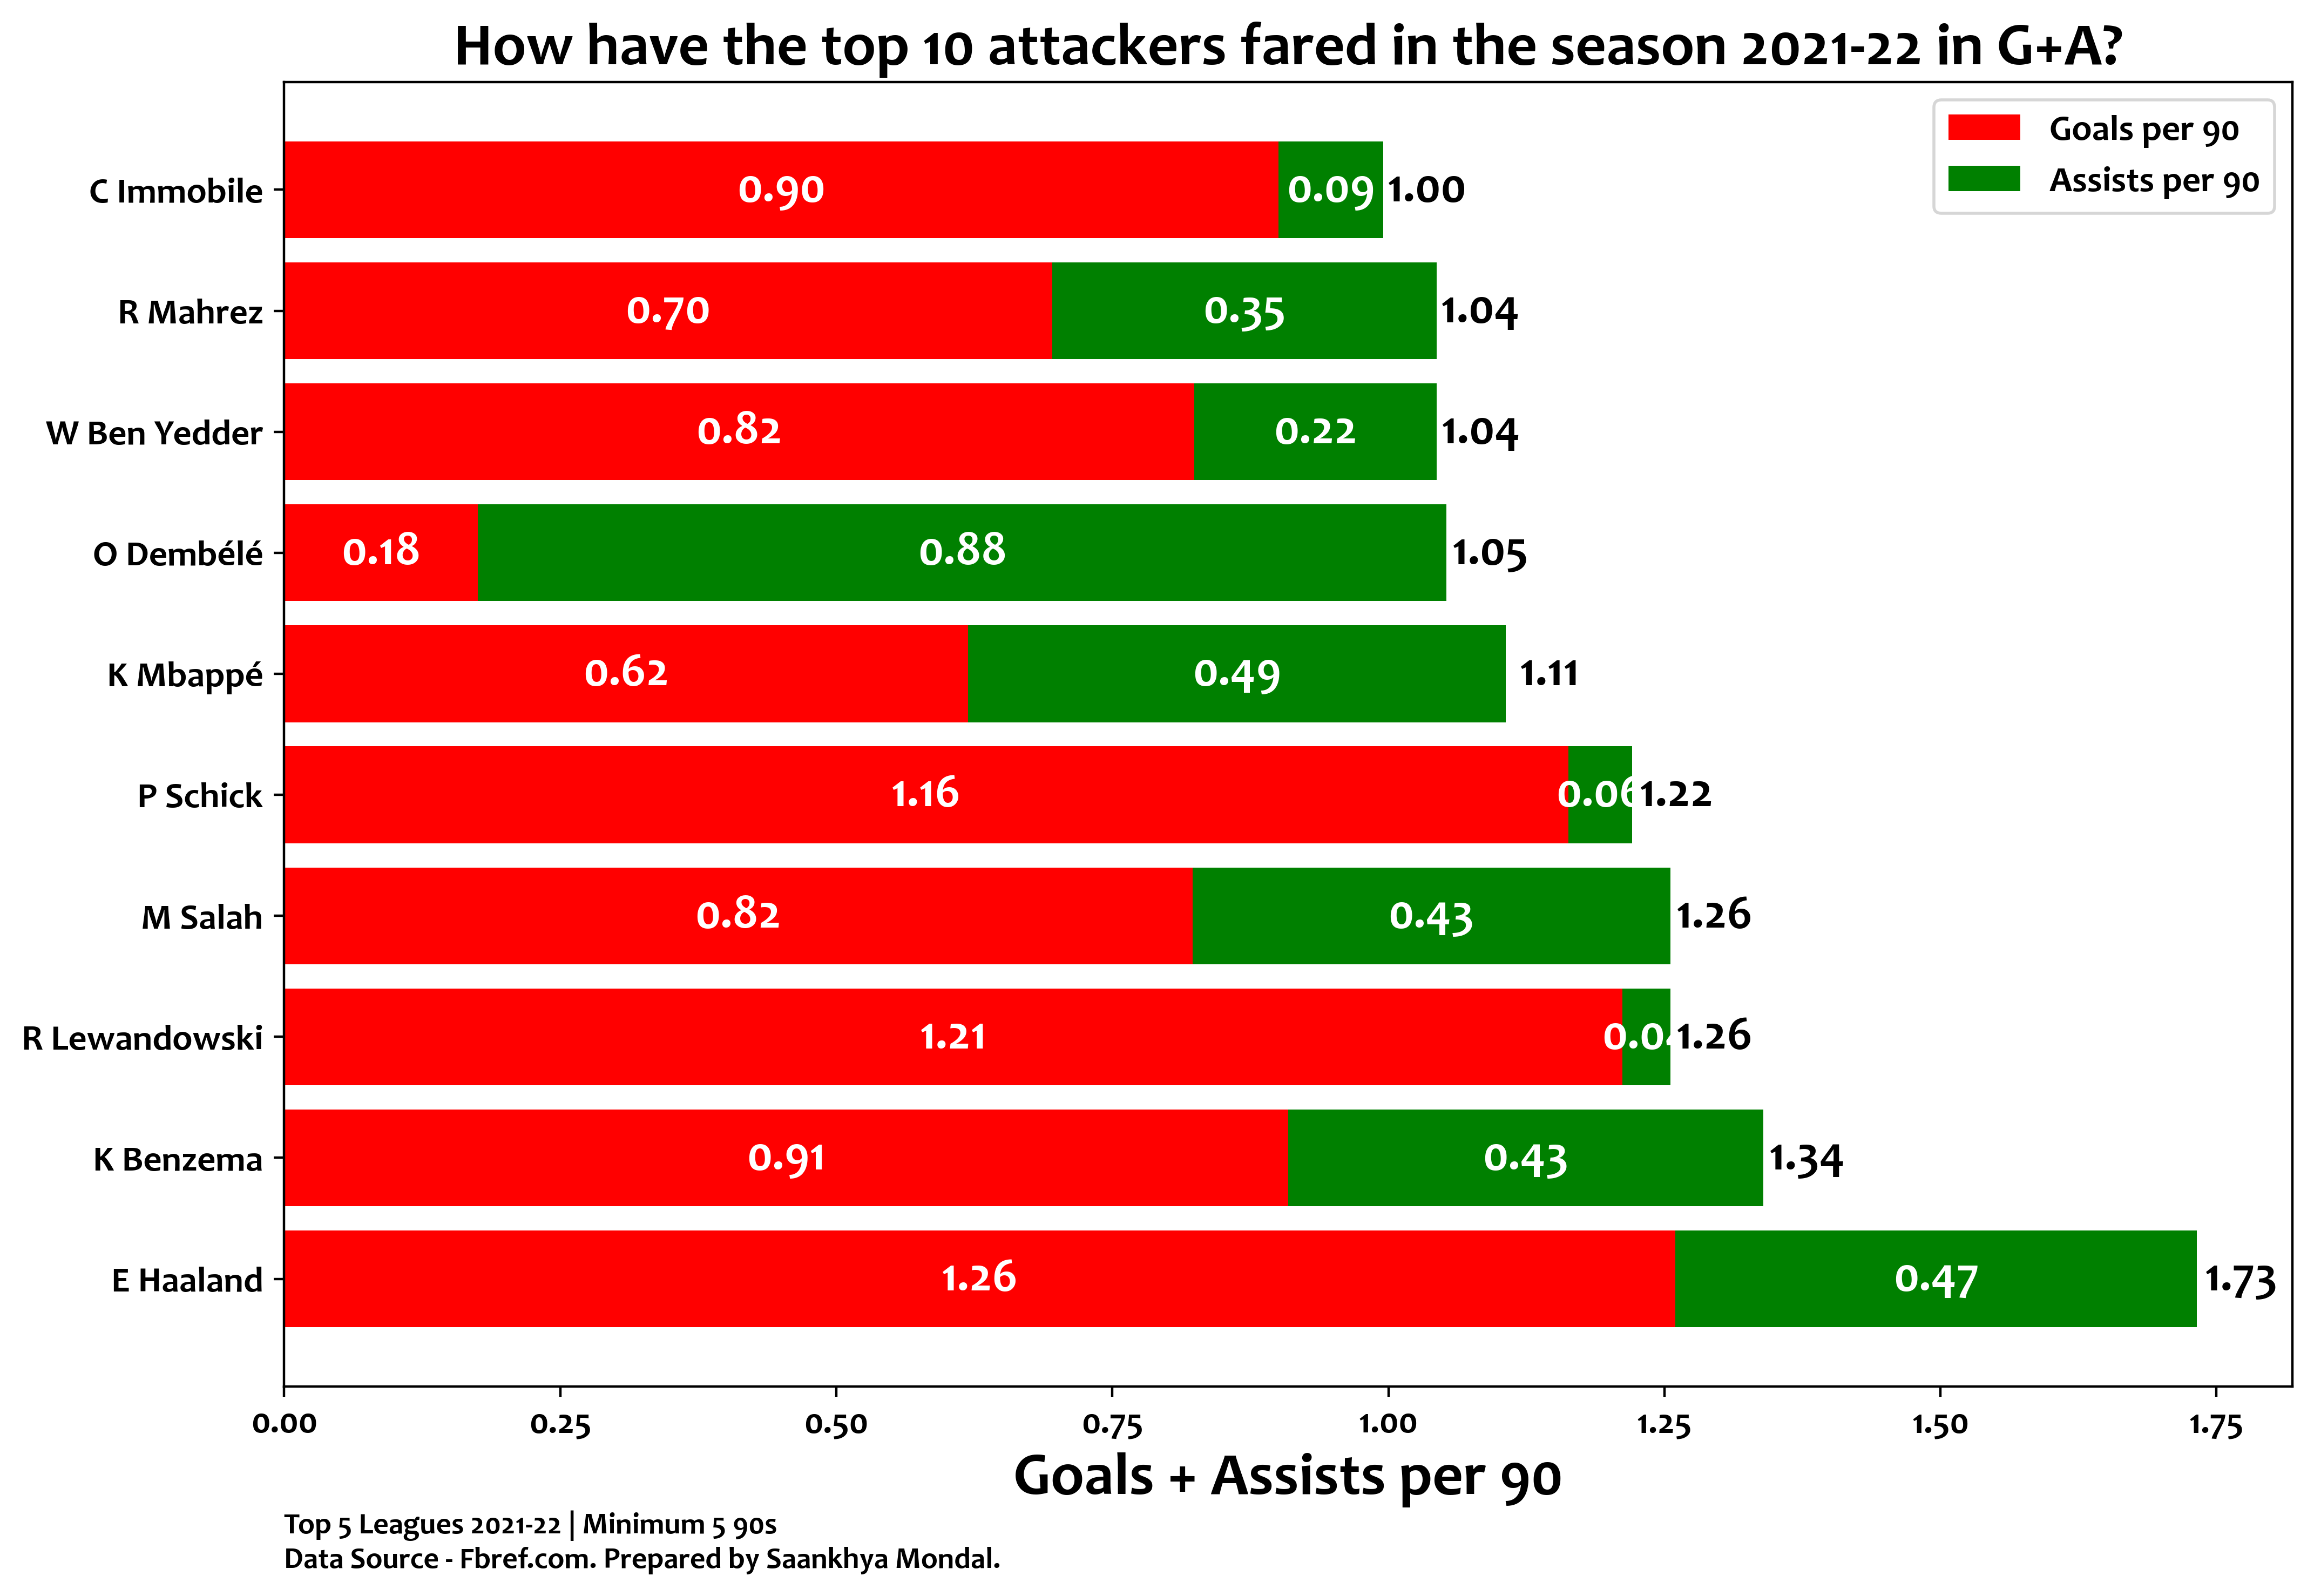 How have the top 10 attackers fared in the season 2021-22 in G+A?
Goals per 90
Assists per 90
C Immobile 0.90 0.09 1.00
R Mahrez 0.70 0.35 1.04
W Ben Yedder 0.82 0.22 1.04
O Dembélé 0.18 0.88 1.05
K Mbappé 0.62 0.49 1.11
P Schick 1.16 0.06 1.22
M Salah 0.82 0.43 1.26
R Lewandowski 1.21 0.04 1.26
K Benzema 0.91 0.43 1.34
E Haaland 1.26 0.47 1.73
0.00 0.25 0.50 0.75 1.00 1.25 1.50 1.75
Goals + Assists per 90
Top 5 Leagues 2021-22 | Minimum 5 90s
Data Source - Fbref.com. Prepared by Saankhya Mondal.